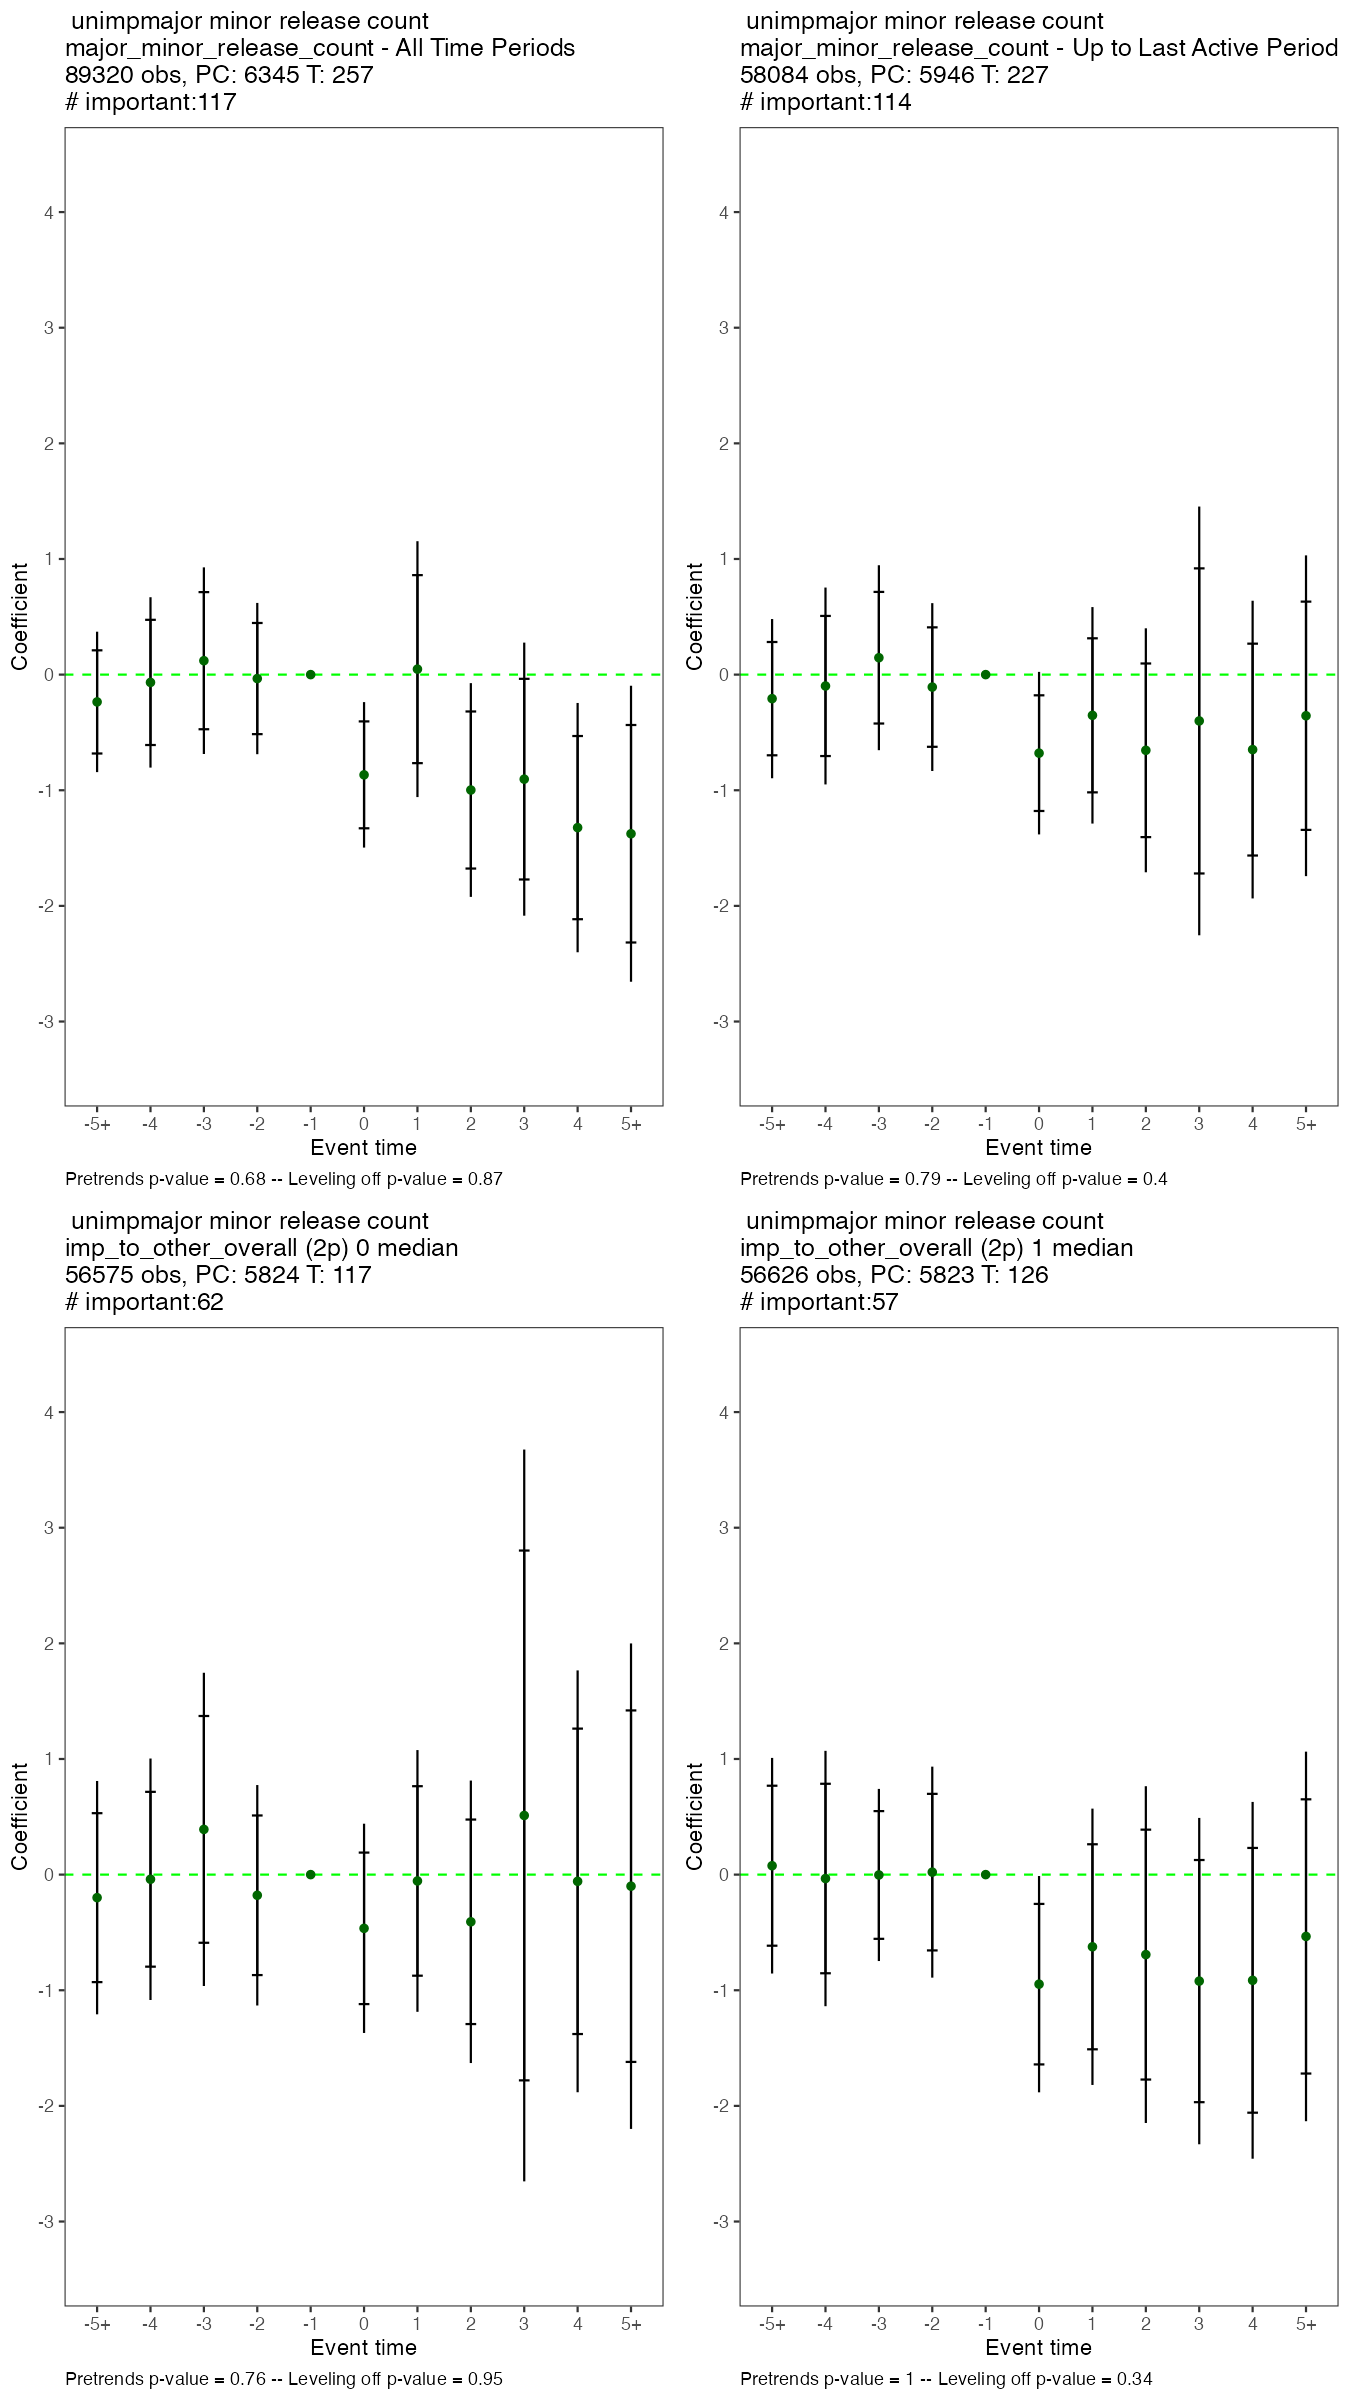 unimpmajor minor release count
major_minor_release_count - All Time Periods
89320 obs, PC: 6345 T: 257
# important:117
4
3
2
1
0
-1
-2
-3
Coefficient
-5+ -4 -3 -2 -1 0 1 2 3 4 5+
Event time
Pretrends p-value = 0.68 -- Leveling off p-value = 0.87
unimpmajor minor release count
major_minor_release_count - Up to Last Active Period
58084 obs, PC: 5946 T: 227
# important:114
4
3
2
1
0
-1
-2
-3
Coefficient
-5+ -4 -3 -2 -1 0 1 2 3 4 5+
Event time
Pretrends p-value = 0.79 -- Leveling off p-value = 0.4
unimpmajor minor release count
imp_to_other_overall (2p) 0 median
56575 obs, PC: 5824 T: 117
# important:62
4
3
2
1
0
-1
-2
-3
Coefficient
-5+ -4 -3 -2 -1 0 1 2 3 4 5+
Event time
Pretrends p-value = 0.76 -- Leveling off p-value = 0.95
unimpmajor minor release count
imp_to_other_overall (2p) 1 median
56626 obs, PC: 5823 T: 126
# important:57
4
3
2
1
0
-1
-2
-3
Coefficient
-5+ -4 -3 -2 -1 0 1 2 3 4 5+
Event time
Pretrends p-value = 1 -- Leveling off p-value = 0.34